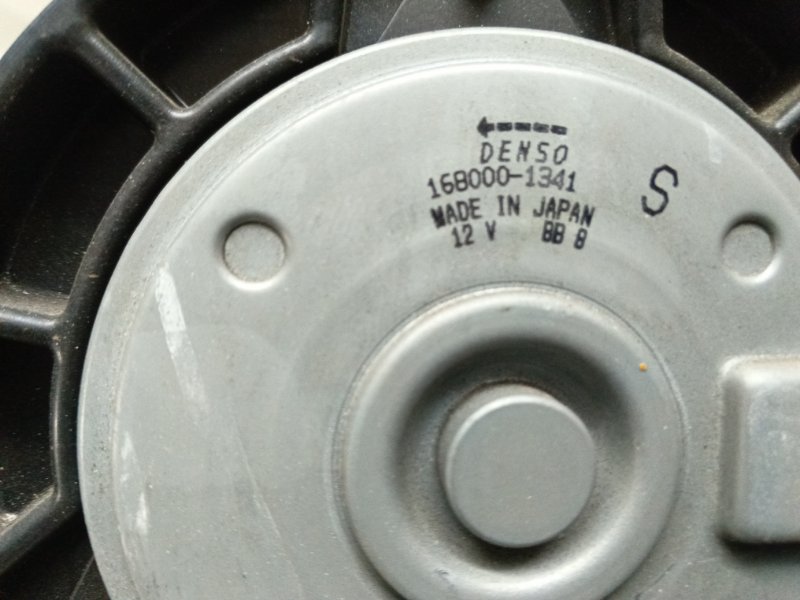 DENSO
168000-1341
S
MADE IN JAPAN
12 V BB 8